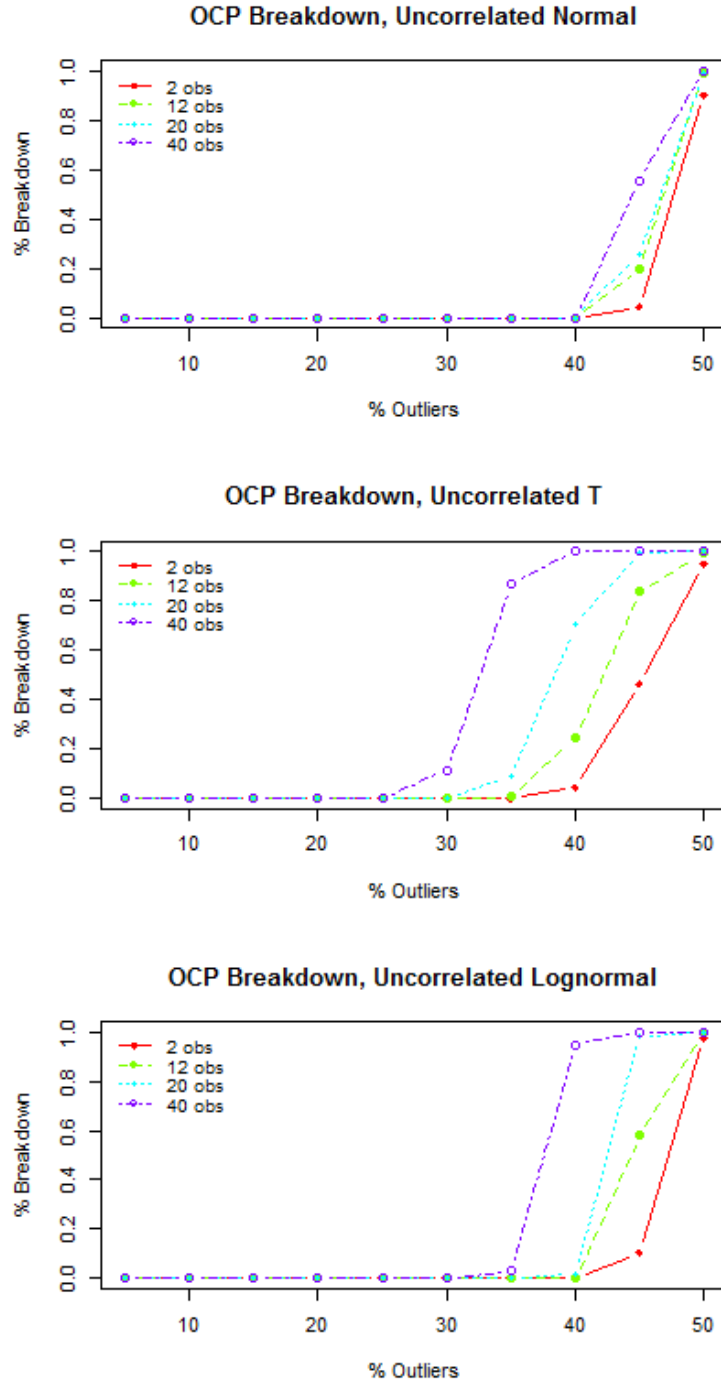 OCP Breakdown, Uncorrelated Normal
1.0
0.8
0.6
0.4
0.2
0.0
% Breakdown
2 obs
12 obs
20 obs
40 obs
10 20 30 40 50
% Outliers
OCP Breakdown, Uncorrelated T
1.0
0.8
0.6
0.4
0.2
0.0
% Breakdown
2 obs
12 obs
20 obs
40 obs
10 20 30 40 50
% Outliers
OCP Breakdown, Uncorrelated Lognormal
1.0
0.8
0.6
0.4
0.2
0.0
% Breakdown
2 obs
12 obs
20 obs
40 obs
10 20 30 40 50
% Outliers